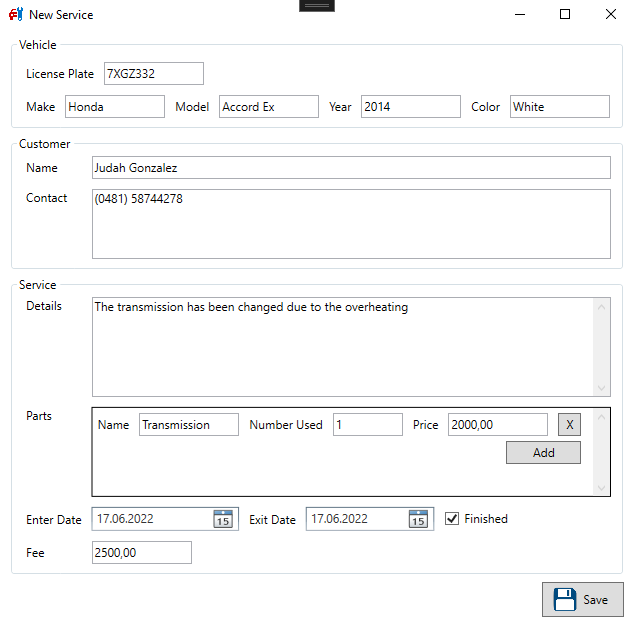 New Service
Vehicle
License Plate 7XGZ332
Make Honda Model Accord Ex Year 2014 Color White
Customer
Name Judah Gonzalez
Contact (0481) 58744278
Service
Details The transmission has been changed due to the overheating
Parts Name Transmission Number Used 1 Price 2000,00 X
Add
Enter Date 17.06.2022 15 Exit Date 17.06.2022 15 Finished
Fee 2500,00
Save